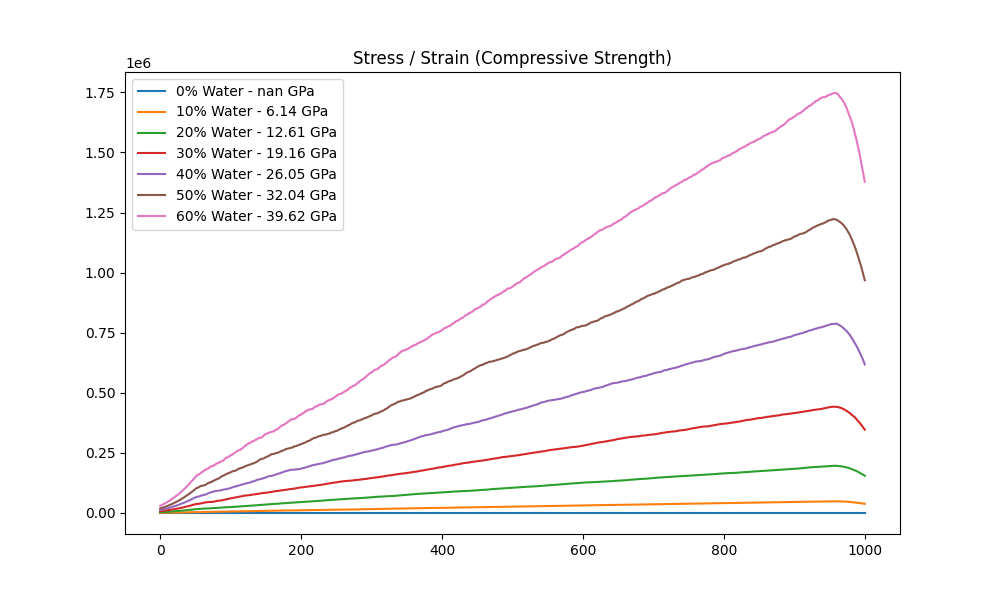 Stress / Strain (Compressive Strength)
1e6
1.75
1.50
1.25
1.00
0.75
0.50
0.25
0.00
0% Water - nan GPa
10% Water - 6.14 GPa
20% Water - 12.61 GPa
30% Water - 19.16 GPa
40% Water - 26.05 GPa
50% Water - 32.04 GPa
60% Water - 39.62 GPa
0 200 400 600 800 1000